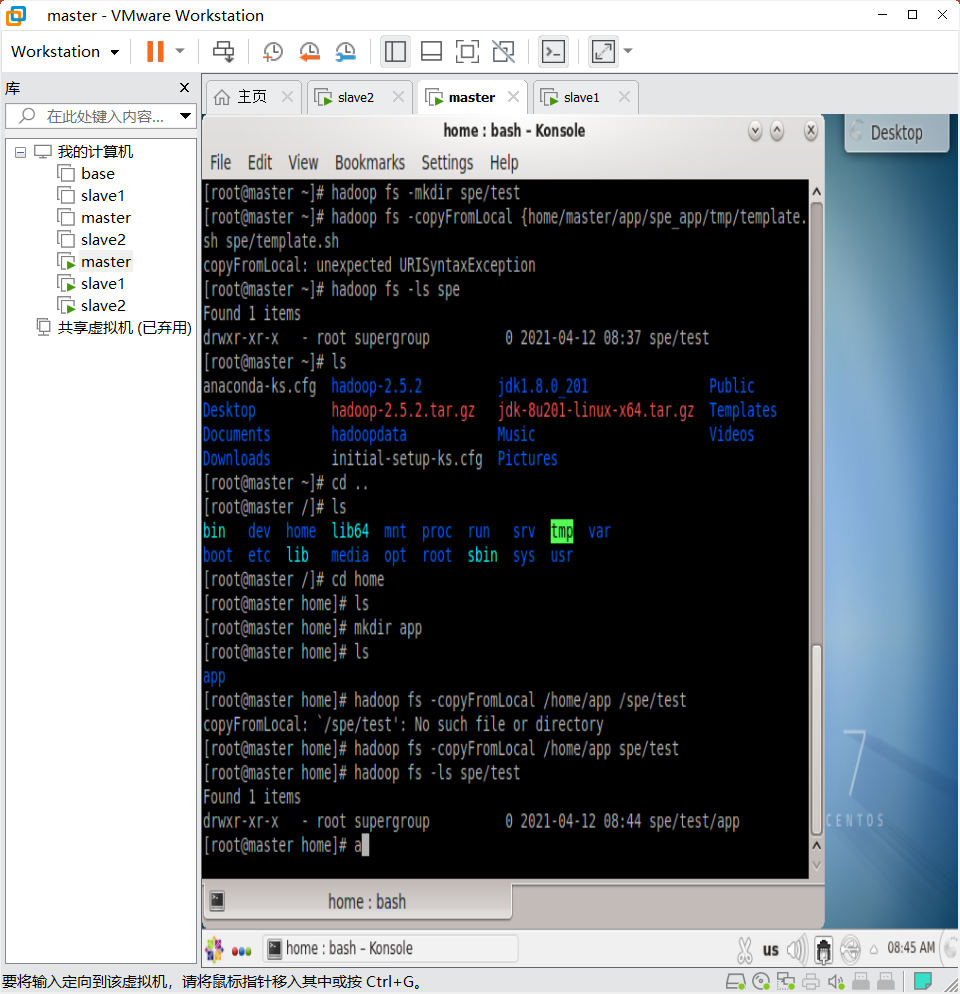 master - VMware Workstation
Workstation
库
在此处键入内容...
我的计算机
base
slave1
master
slave2
master
slave1
slave2
共享虚拟机 (已弃用)
主页 slave2 master slave1
home : bash - Konsole
File Edit View Bookmarks Settings Help
[root@master ~]# hadoop fs -mkdir spe/test
[root@master ~]# hadoop fs -copyFromLocal {home/master/app/spe_app/tmp/template.
sh spe/template.sh
copyFromLocal: unexpected URISyntaxException
[root@master ~]# hadoop fs -ls spe
Found 1 items
drwxr-xr-x - root supergroup 0 2021-04-12 08:37 spe/test
[root@master ~]# ls
anaconda-ks.cfg hadoop-2.5.2 jdk1.8.0_201 Public
Desktop hadoop-2.5.2.tar.gz jdk-8u201-linux-x64.tar.gz Templates
Documents hadoopdata Music Videos
Downloads initial-setup-ks.cfg Pictures
[root@master ~]# cd ..
[root@master /]# ls
bin dev home lib64 mnt proc run srv tmp var
boot etc lib media opt root sbin sys usr
[root@master /]# cd home
[root@master home]# ls
[root@master home]# mkdir app
[root@master home]# ls
app
[root@master home]# hadoop fs -copyFromLocal /home/app /spe/test
copyFromLocal: `/spe/test': No such file or directory
[root@master home]# hadoop fs -copyFromLocal /home/app spe/test
[root@master home]# hadoop fs -ls spe/test
Found 1 items
drwxr-xr-x - root supergroup 0 2021-04-12 08:44 spe/test/app
[root@master home]# a
home : bash
Desktop
7
CENTOS
home : bash - Konsole
us
08:45 AM
要将输入定向到该虚拟机，请将鼠标指针移入其中或按 Ctrl+G。